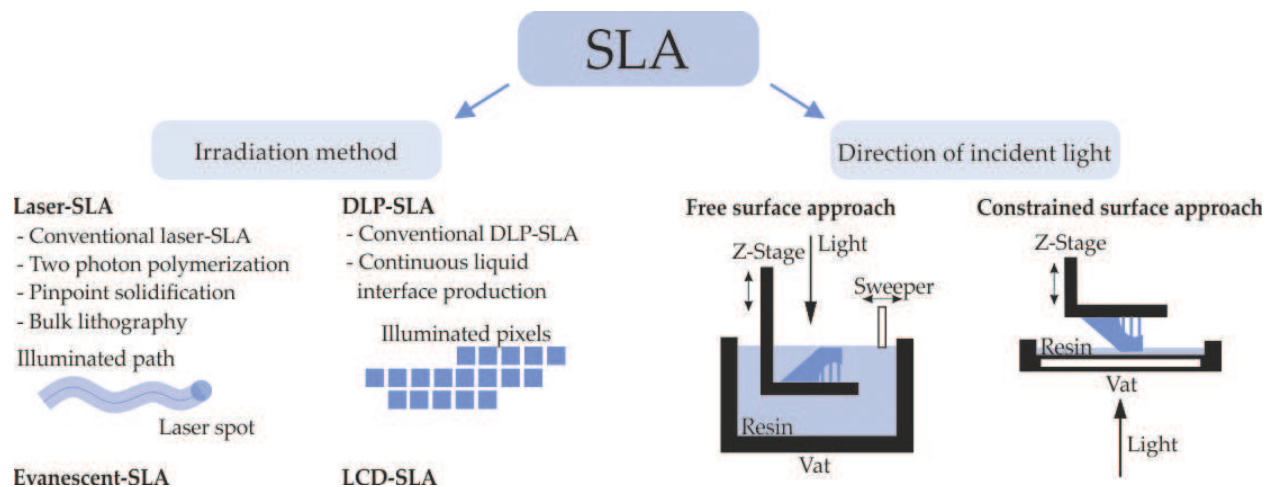 SLA
Irradiation method
Direction of incident light
Laser-SLA
- Conventional laser-SLA
- Two photon polymerization
- Pinpoint solidification
- Bulk lithography
Illuminated path
Laser spot
Evanescent-SLA
DLP-SLA
- Conventional DLP-SLA
- Continuous liquid
interface production
Illuminated pixels
LCD-SLA
Free surface approach
Light
Z-Stage
Sweeper
Resin
Vat
Constrained surface approach
Z-Stage
Resin
Vat
Light